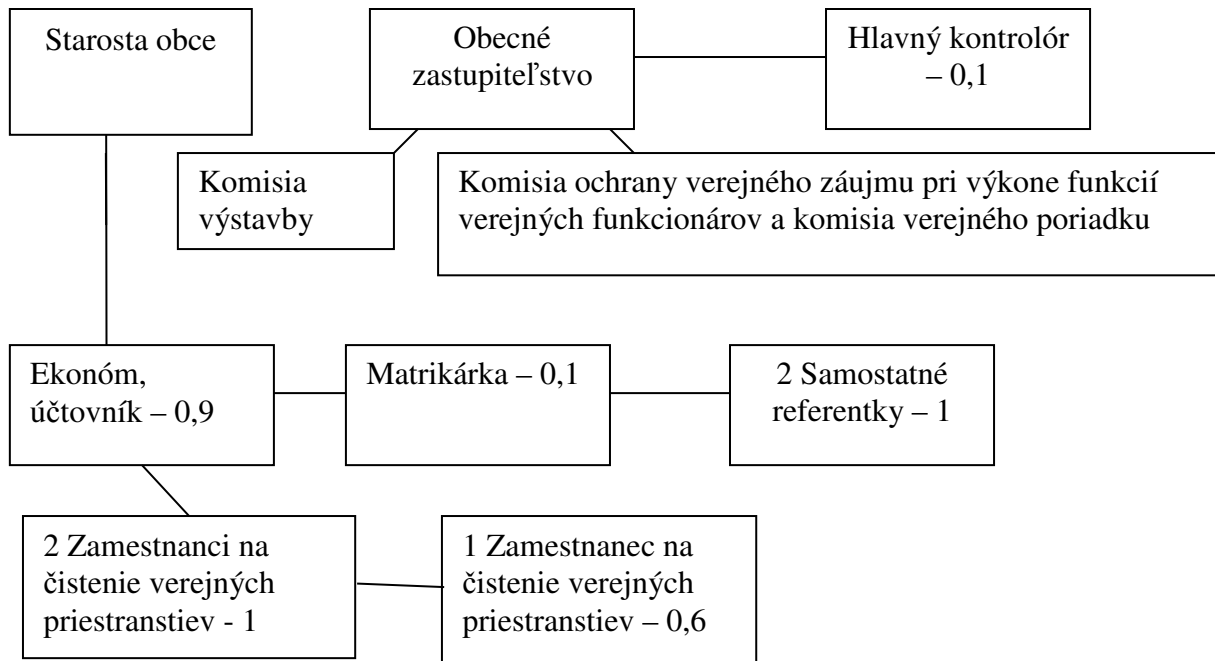 Starosta obce
Obecné
zastupiteľstvo
Hlavný kontrolór
– 0,1
Komisia
výstavby
Komisia ochrany verejného záujmu pri výkone funkcií
verejných funkcionárov a komisia verejného poriadku
Ekonóm,
účtovník – 0,9
Matrikárka – 0,1
2 Samostatné
referentky – 1
2 Zamestnanci na
čistenie verejných
priestranstiev - 1
1 Zamestnanec na
čistenie verejných
priestranstiev – 0,6